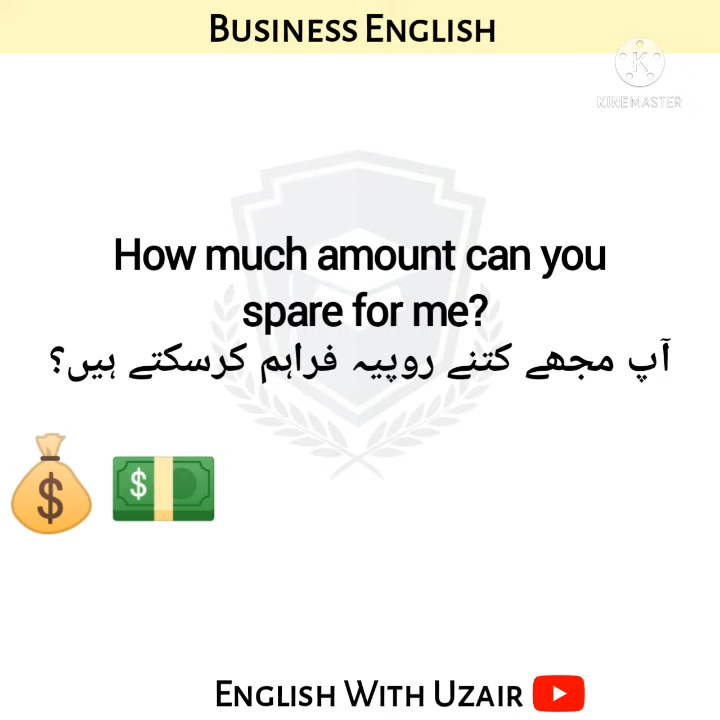 Business English
KINEMASTER
How much amount can you
spare for me?
آپ مجھے کتنے روپیہ فراہم کرسکتے ہیں؟
English With Uzair